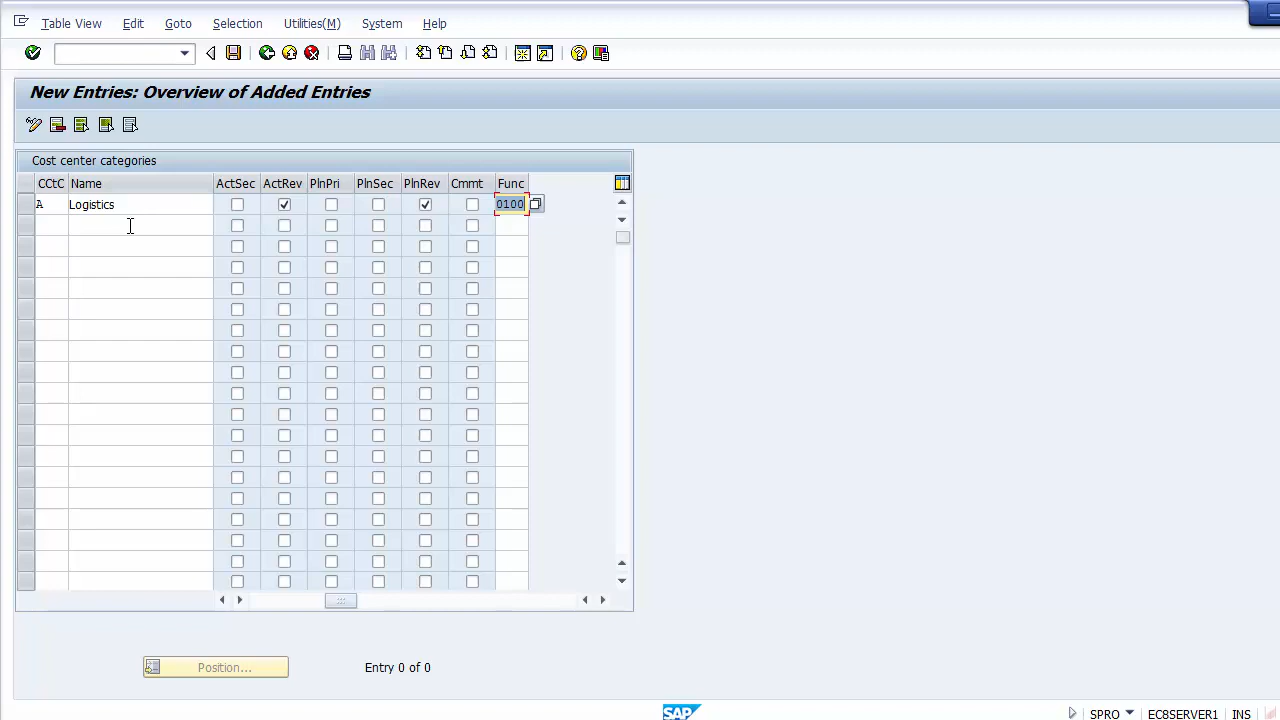 Table View Edit Goto Selection Utilities(M) System Help
New Entries: Overview of Added Entries
Cost center categories
CCtC Name ActSec ActRev PlnPri PlnSec PlnRev Cmmt Func
A Logistics 0100
Position... Entry 0 of 0
SAP SPRO EC8SERVER1 INS